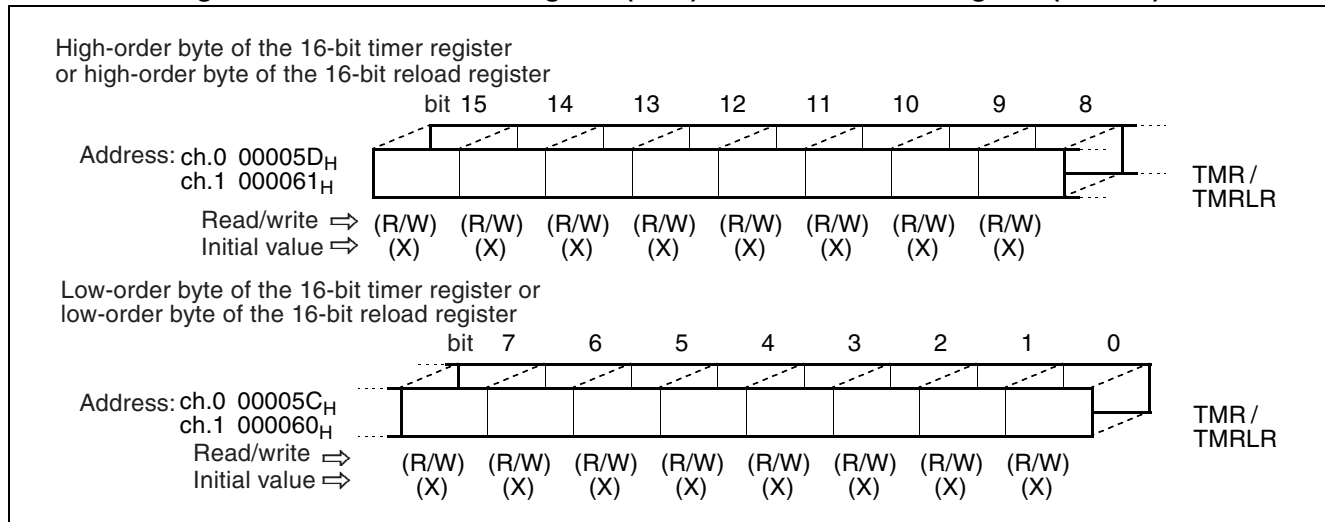 High-order byte of the 16-bit timer register
or high-order byte of the 16-bit reload register
bit 15 14 13 12 11 10 9 8
Address: ch.0 00005DH
ch.1 000061H
TMR /
TMRLR
Read/write ⇨ (R/W) (R/W) (R/W) (R/W) (R/W) (R/W) (R/W) (R/W)
Initial value ⇨ (X) (X) (X) (X) (X) (X) (X) (X)
Low-order byte of the 16-bit timer register or
low-order byte of the 16-bit reload register
bit 7 6 5 4 3 2 1 0
Address: ch.0 00005CH
ch.1 000060H
TMR /
TMRLR
Read/write ⇨ (R/W) (R/W) (R/W) (R/W) (R/W) (R/W) (R/W) (R/W)
Initial value ⇨ (X) (X) (X) (X) (X) (X) (X) (X)